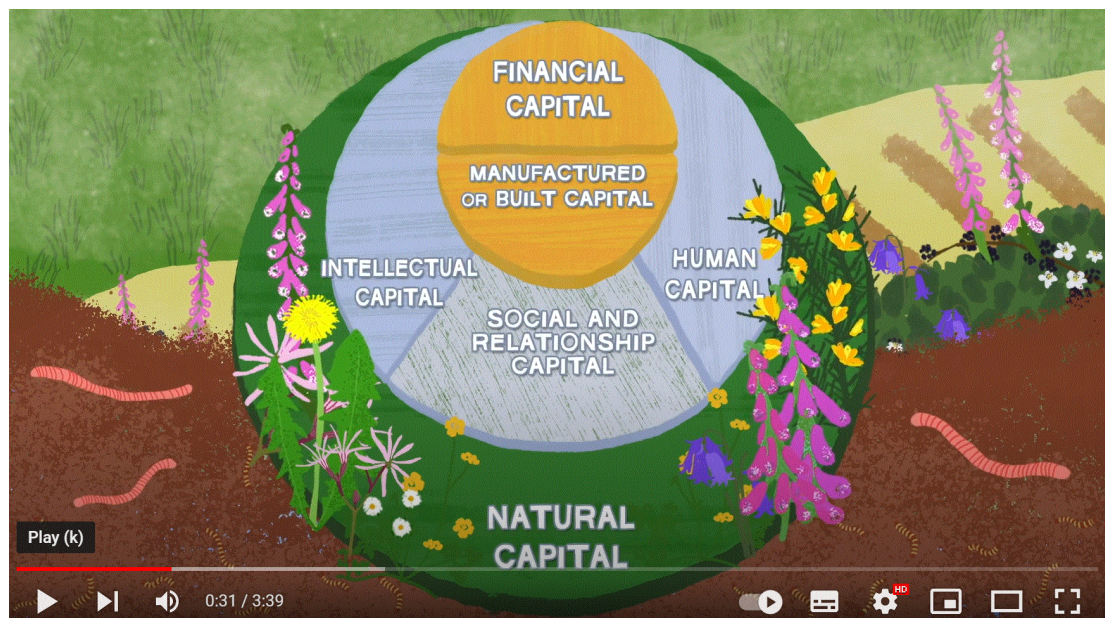 FINANCIAL
CAPITAL
MANUFACTURED
OR BUILT CAPITAL
INTELLECTUAL
CAPITAL
HUMAN
CAPITAL
SOCIAL AND
RELATIONSHIP
CAPITAL
NATURAL
CAPITAL
Play (k)
0:31 / 3:39
HD